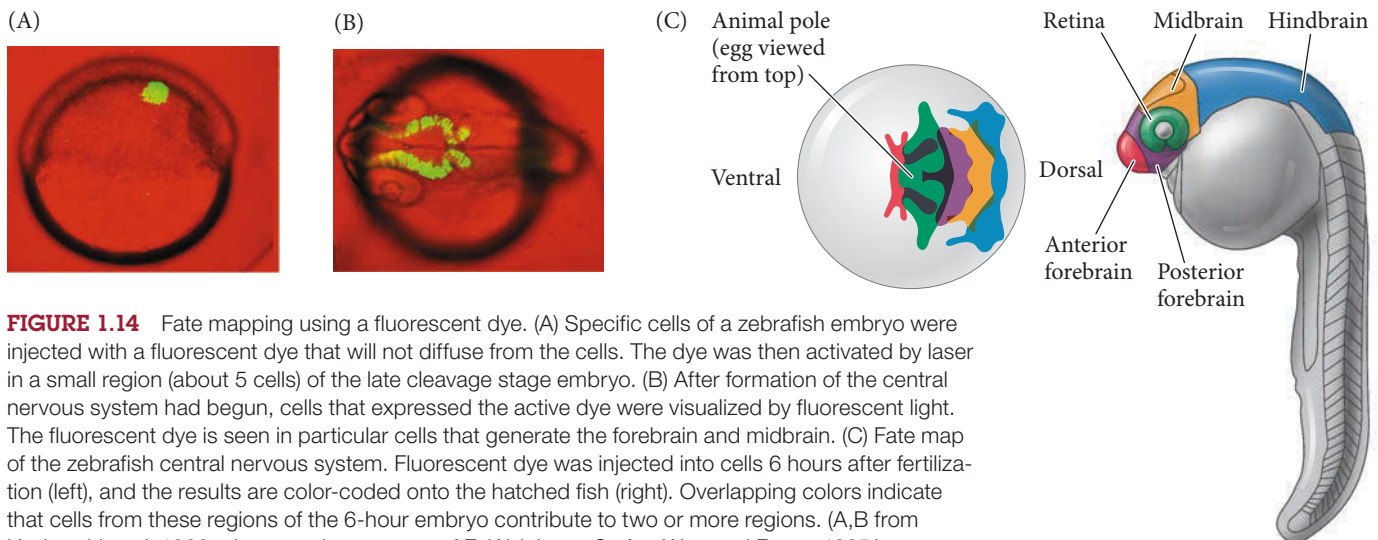 (A)
(B)
(C)
Animal pole
(egg viewed
from top)
Ventral
Dorsal
Retina
Midbrain
Hindbrain
Anterior
forebrain
Posterior
forebrain
FIGURE 1.14 Fate mapping using a fluorescent dye. (A) Specific cells of a zebrafish embryo were
injected with a fluorescent dye that will not diffuse from the cells. The dye was then activated by laser
in a small region (about 5 cells) of the late cleavage stage embryo. (B) After formation of the central
nervous system had begun, cells that expressed the active dye were visualized by fluorescent light.
The fluorescent dye is seen in particular cells that generate the forebrain and midbrain. (C) Fate map
of the zebrafish central nervous system. Fluorescent dye was injected into cells 6 hours after fertiliza-
tion (left), and the results are color-coded onto the hatched fish (right). Overlapping colors indicate
that cells from these regions of the 6-hour embryo contribute to two or more regions. (A,B from